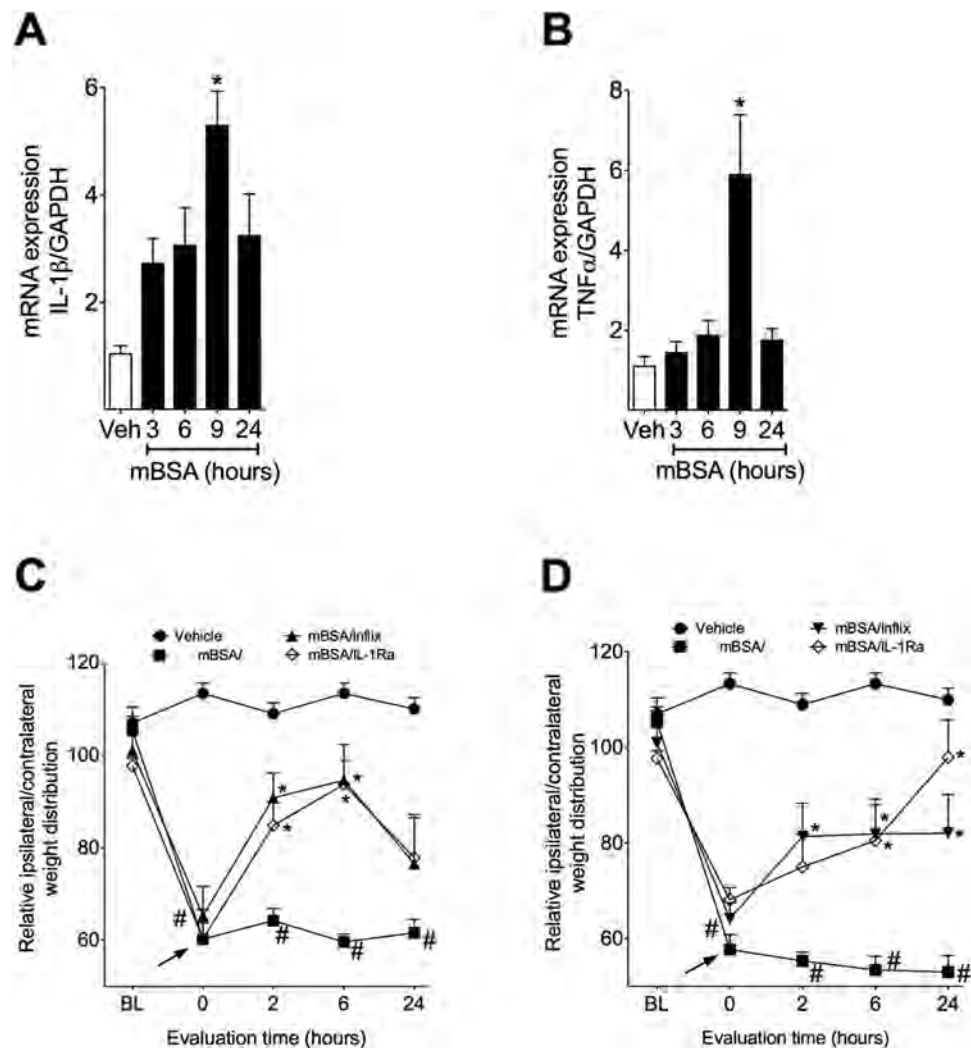 A
mRNA expression
IL-1β/GAPDH
6
4
2
*
Veh 3 6 9 24
mBSA (hours)
B
mRNA expression
TNFα/GAPDH
8
6
4
2
*
Veh 3 6 9 24
mBSA (hours)
C
Vehicle
mBSA/Inflix
mBSA/
mBSA/IL-1Ra
Relative ipsilateral/contralateral
weight distribution
120
100
80
60
*
*
*
*
#
#
#
#
BL 0 2 6 24
Evaluation time (hours)
D
Vehicle
mBSA/Inflix
mBSA/
mBSA/IL-1Ra
Relative ipsilateral/contralateral
weight distribution
120
100
80
60
*
*
*
*
*
#
#
#
#
BL 0 2 6 24
Evaluation time (hours)